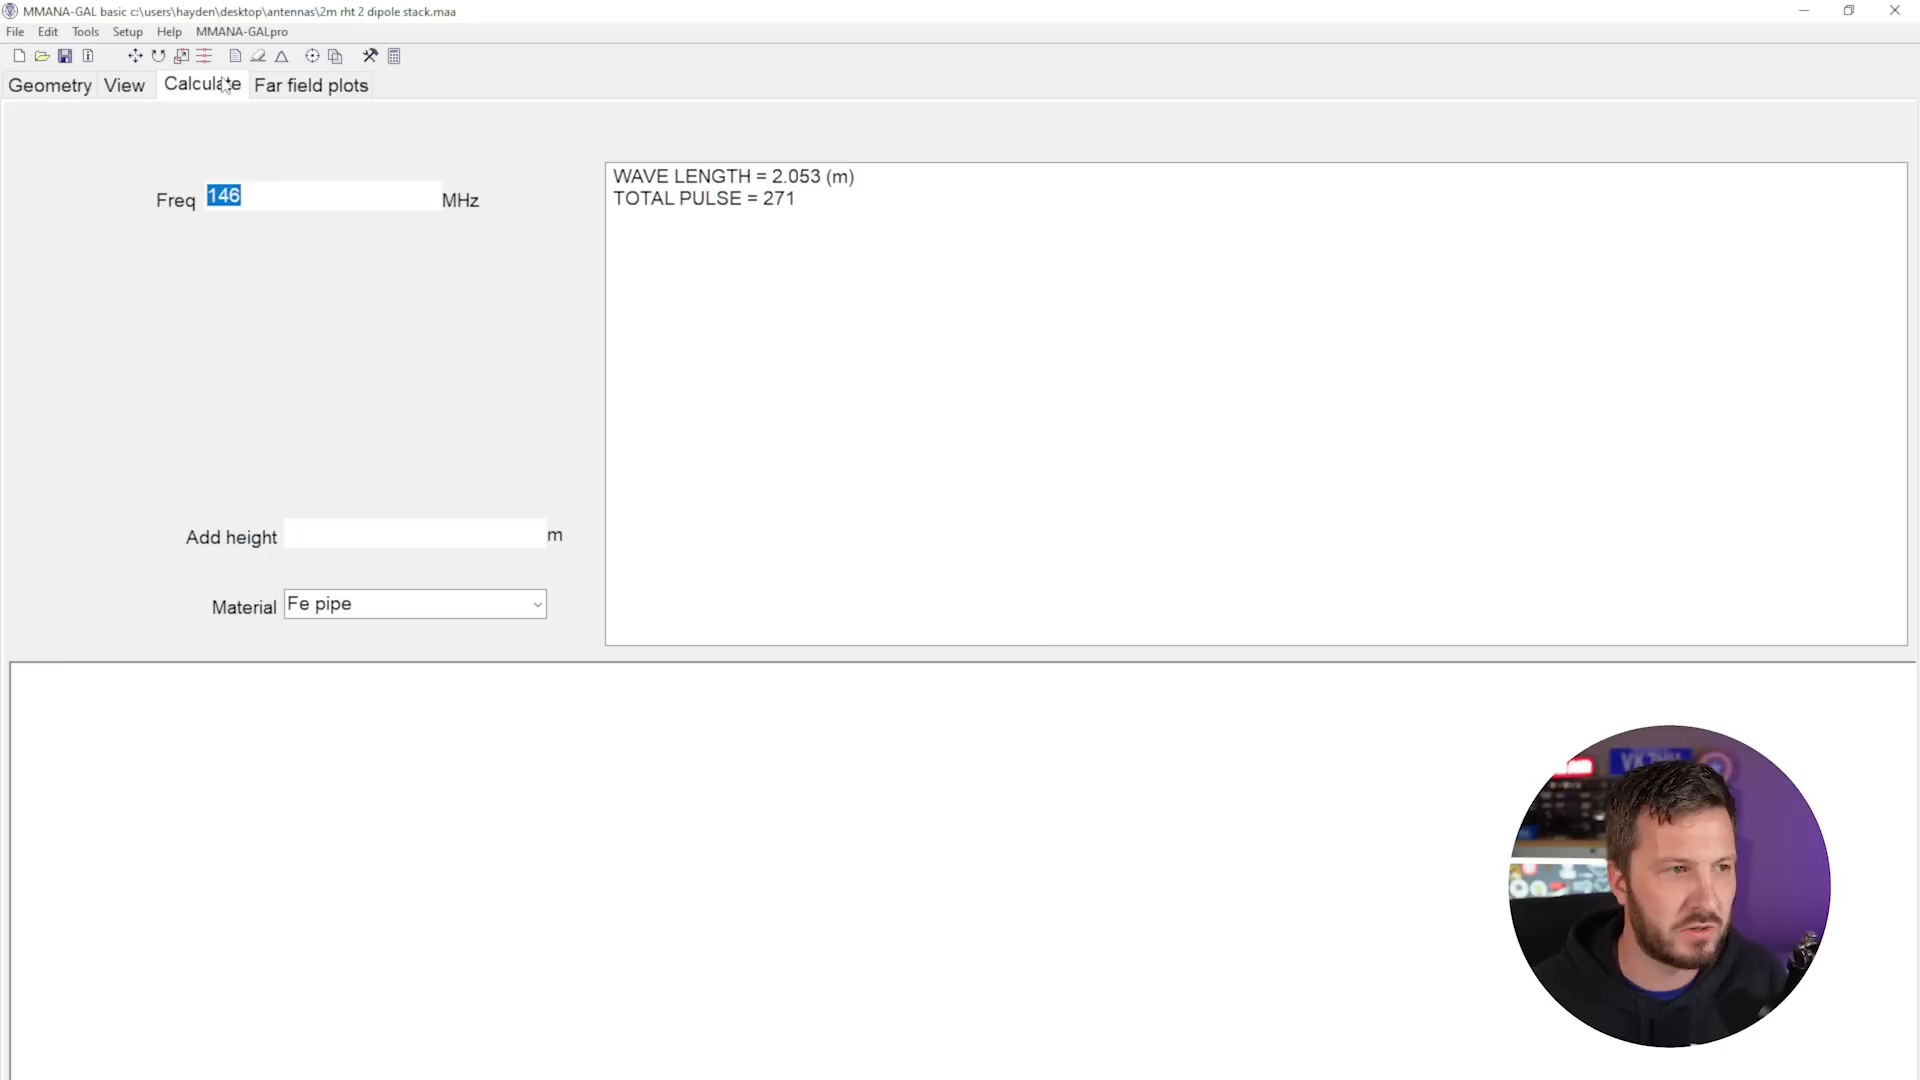 MMANA-GAL basic c:\users\hayden\desktop\antennas\2m rht 2 dipole stack.maa
File Edit Tools Setup Help MMANA-GALpro
Geometry View Calculate Far field plots
Freq 146 MHz
WAVE LENGTH = 2.053 (m)
TOTAL PULSE = 271
Add height m
Material Fe pipe